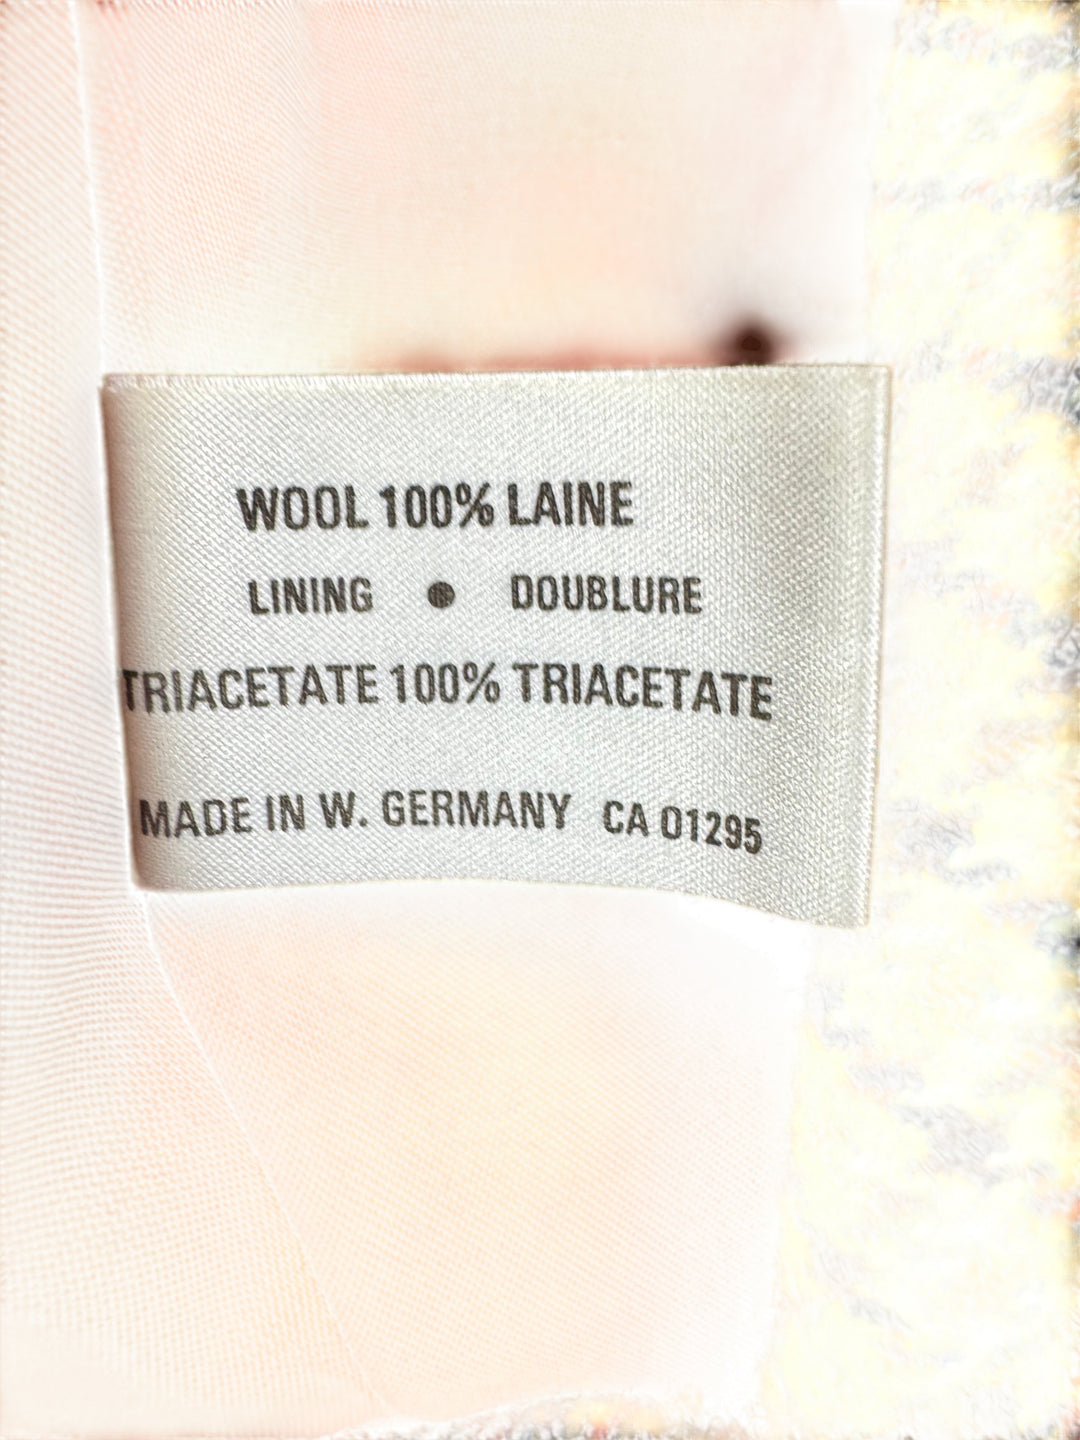 WOOL 100% LAINE
LINING • DOUBLURE
TRIACETATE 100% TRIACETATE
MADE IN W. GERMANY CA 01295